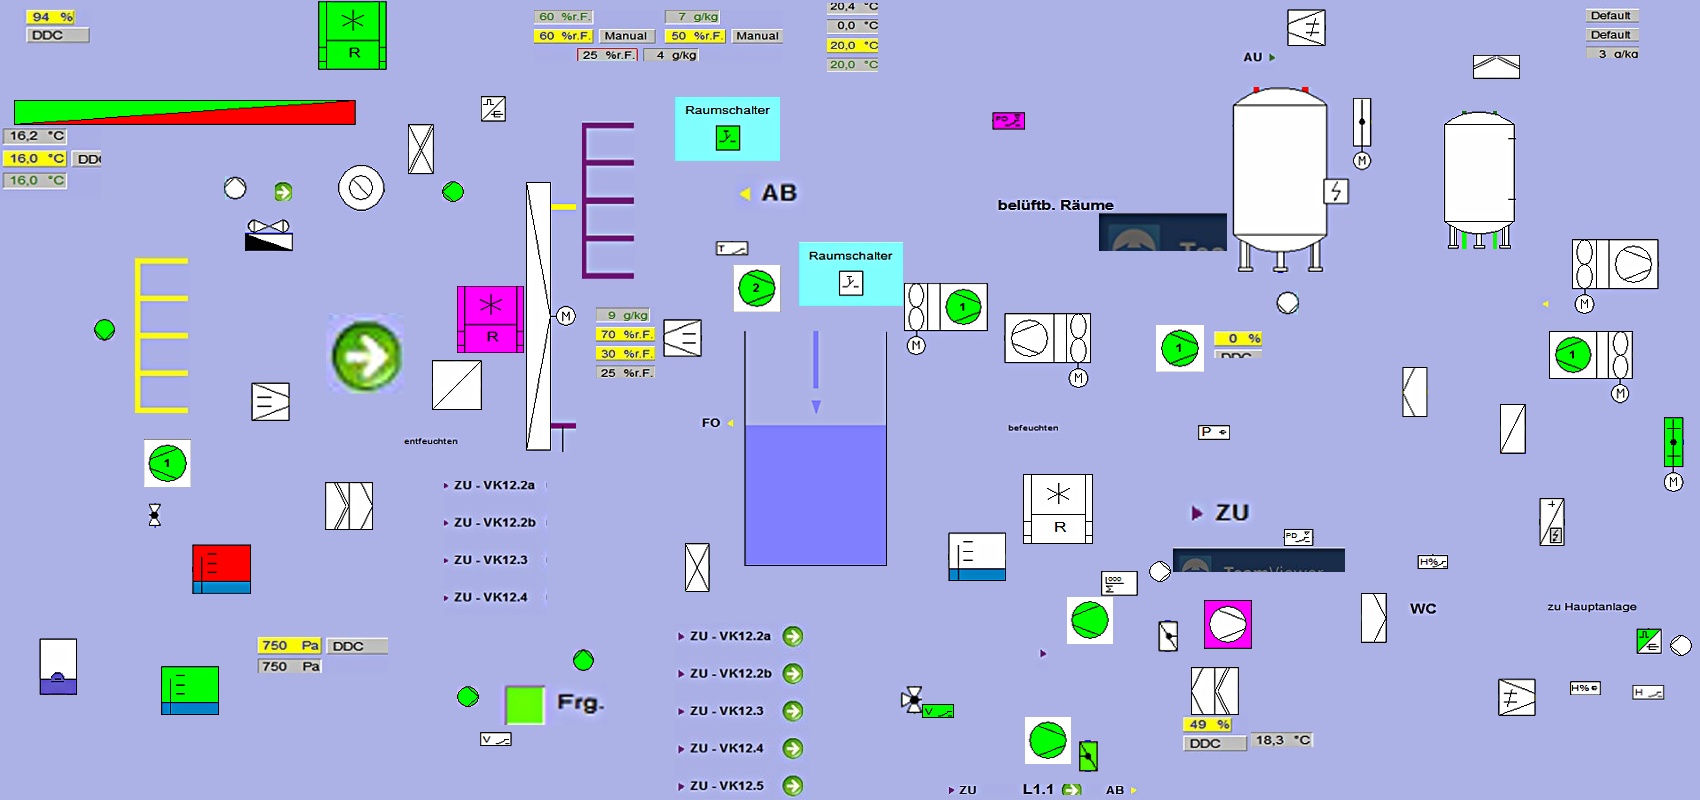 94 %
DDC
R
60 %r.F. 7 g/kg
60 %r.F. Manual 50 %r.F. Manual
25 %r.F. 4 g/kg
20,4 °C
0,0 °C
20,0 °C
20,0 °C
AU
Default
Default
3 g/kg
16,2 °C
16,0 °C
16,0 °C
Raumschalter
PD
M
AB
belüftb. Räume
T
Raumschalter
2
R
M
9 g/kg
70 %r.F.
30 %r.F.
25 %r.F.
1
M
M
1
0 %
DDC
M
1
M
FO
entfeuchten
befeuchten
P
1
M
ZU - VK12.2a
ZU - VK12.2b
ZU - VK12.3
ZU - VK12.4
R
ZU
PD
TeamViewer
H%
1000
Σ
WC
zu Hauptanlage
750 Pa DDC
750 Pa
ZU - VK12.2a
ZU - VK12.2b
ZU - VK12.3
ZU - VK12.4
ZU - VK12.5
Frg.
V
V
H%
H
49 %
DDC 18,3 °C
ZU L1.1 AB